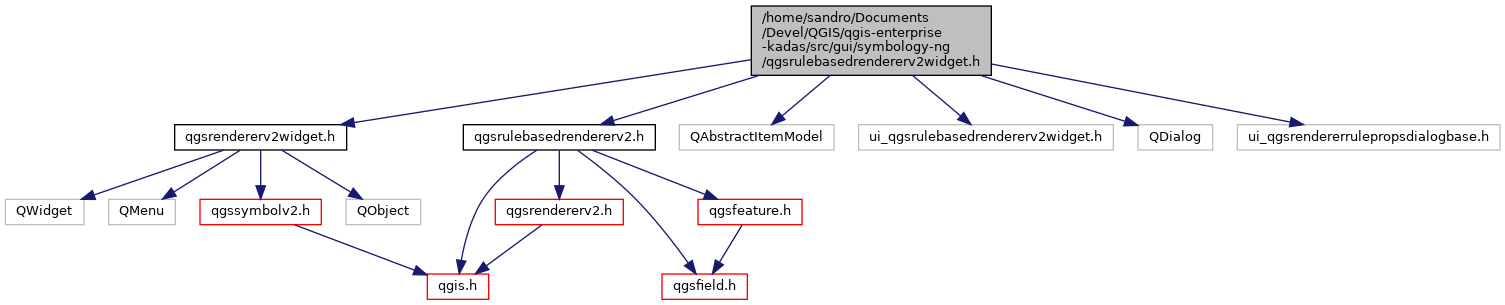 /home/sandro/Documents
/Devel/QGIS/qgis-enterprise
-kadas/src/gui/symbology-ng
/qgsrulebasedrendererv2widget.h
qgsrendererv2widget.h
qgsrulebasedrendererv2.h
QAbstractItemModel
ui_qgsrulebasedrendererv2widget.h
QDialog
ui_qgsrendererrulepropsdialogbase.h
QWidget
QMenu
qgssymbolv2.h
QObject
qgsrendererv2.h
qgsfeature.h
qgis.h
qgsfield.h